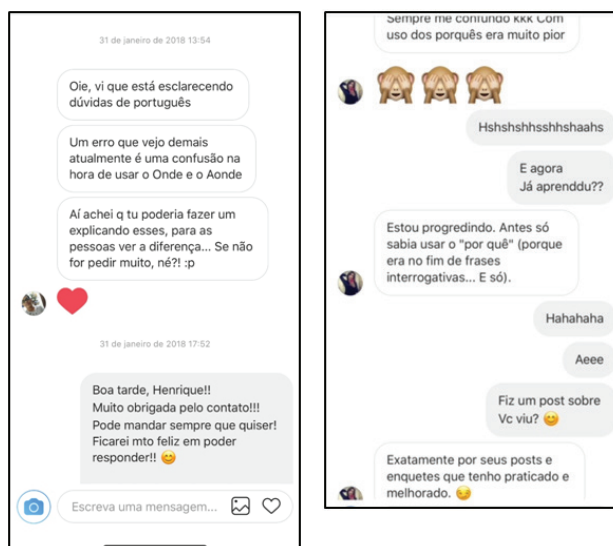 31 de janeiro de 2018 13:54
Oie, vi que está esclarecendo
dúvidas de português
Um erro que vejo demais
atualmente é uma confusão na
hora de usar o Onde e o Aonde
Aí achei q tu poderia fazer um
explicando esses, para as
pessoas ver a diferença... Se não
for pedir muito, né?! :p
31 de janeiro de 2018 17:52
Boa tarde, Henrique!!
Muito obrigada pelo contato!!!
Pode mandar sempre que quiser!
Ficarei mto feliz em poder
responder!! 😊
Escreva uma mensagem...
Sempre me confundo kkk Com
uso dos porquês era muito pior
🙈🙈🙈
Hshshshhsshhshaahs
E agora
Já aprenddu??
Estou progredindo. Antes só
sabia usar o "por quê" (porque
era no fim de frases
interrogativas... E só).
Hahahaha
Aeee
Fiz um post sobre
Vc viu? 😊
Exatamente por seus posts e
enquetes que tenho praticado e
melhorado. 😏